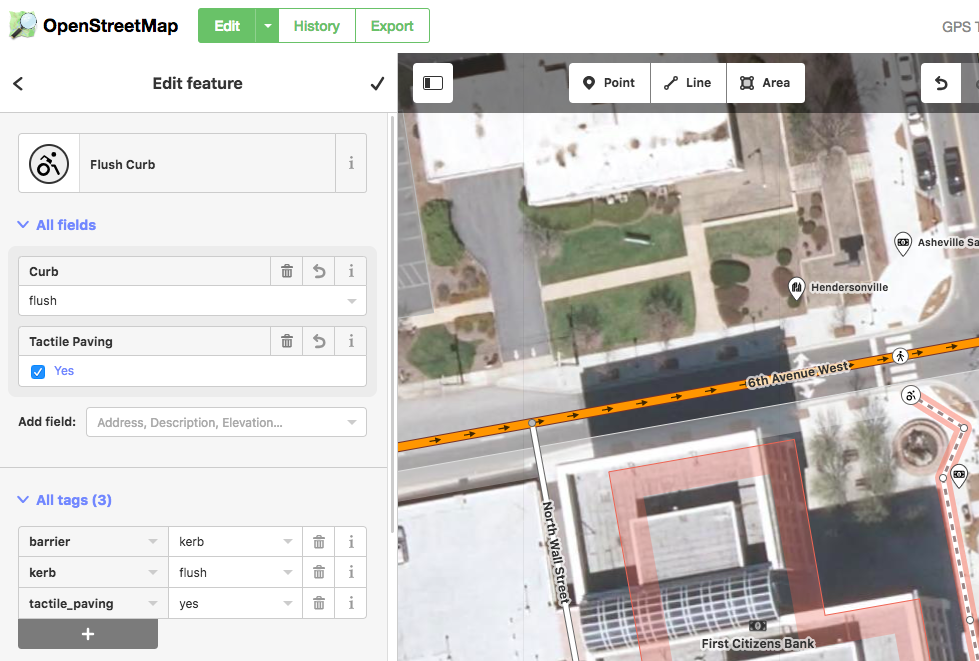 OpenStreetMap
Edit
History
Export
GPS T
Edit feature
Point
Line
Area
Flush Curb
i
All fields
Curb
i
flush
Tactile Paving
i
Yes
Add field:
Address, Description, Elevation...
All tags (3)
barrier
kerb
i
kerb
flush
i
tactile_paving
yes
i
+
Asheville Sa
Hendersonville
6th Avenue West
North Wall Street
First Citizens Bank